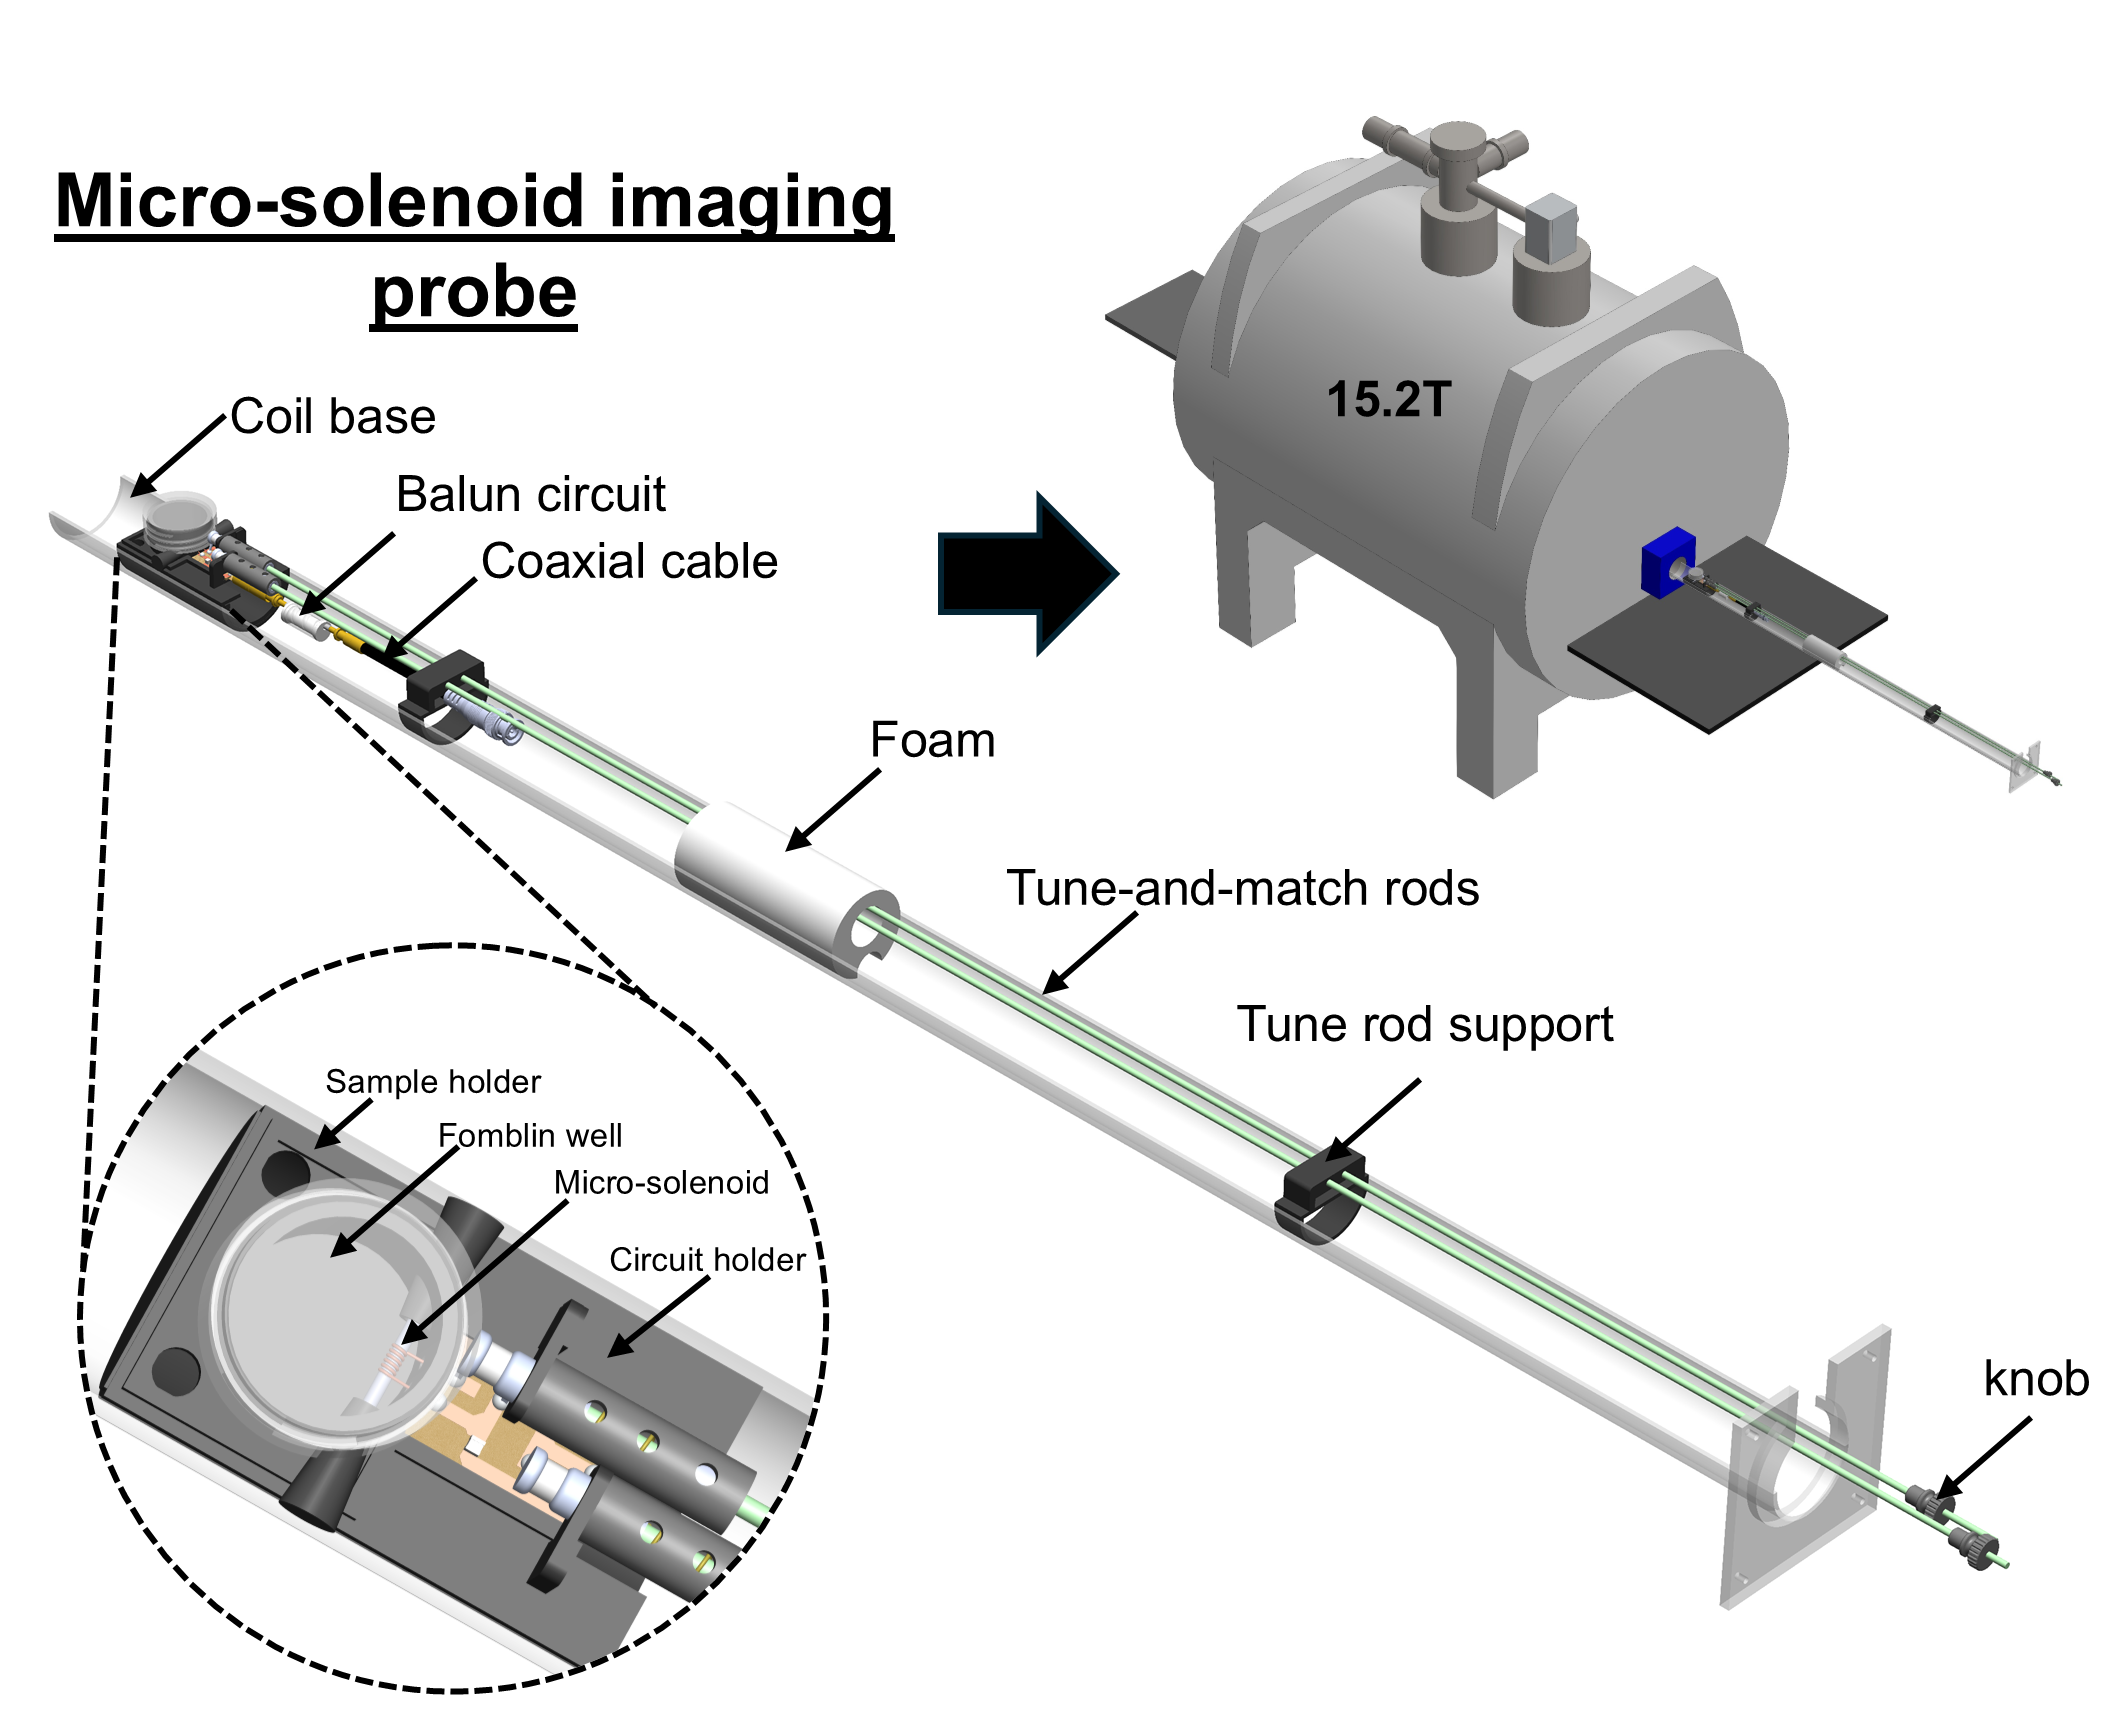 Micro-solenoid imaging
probe
15.2T
Coil base
Balun circuit
Coaxial cable
Foam
Tune-and-match rods
Tune rod support
knob
Sample holder
Fomblin well
Micro-solenoid
Circuit holder